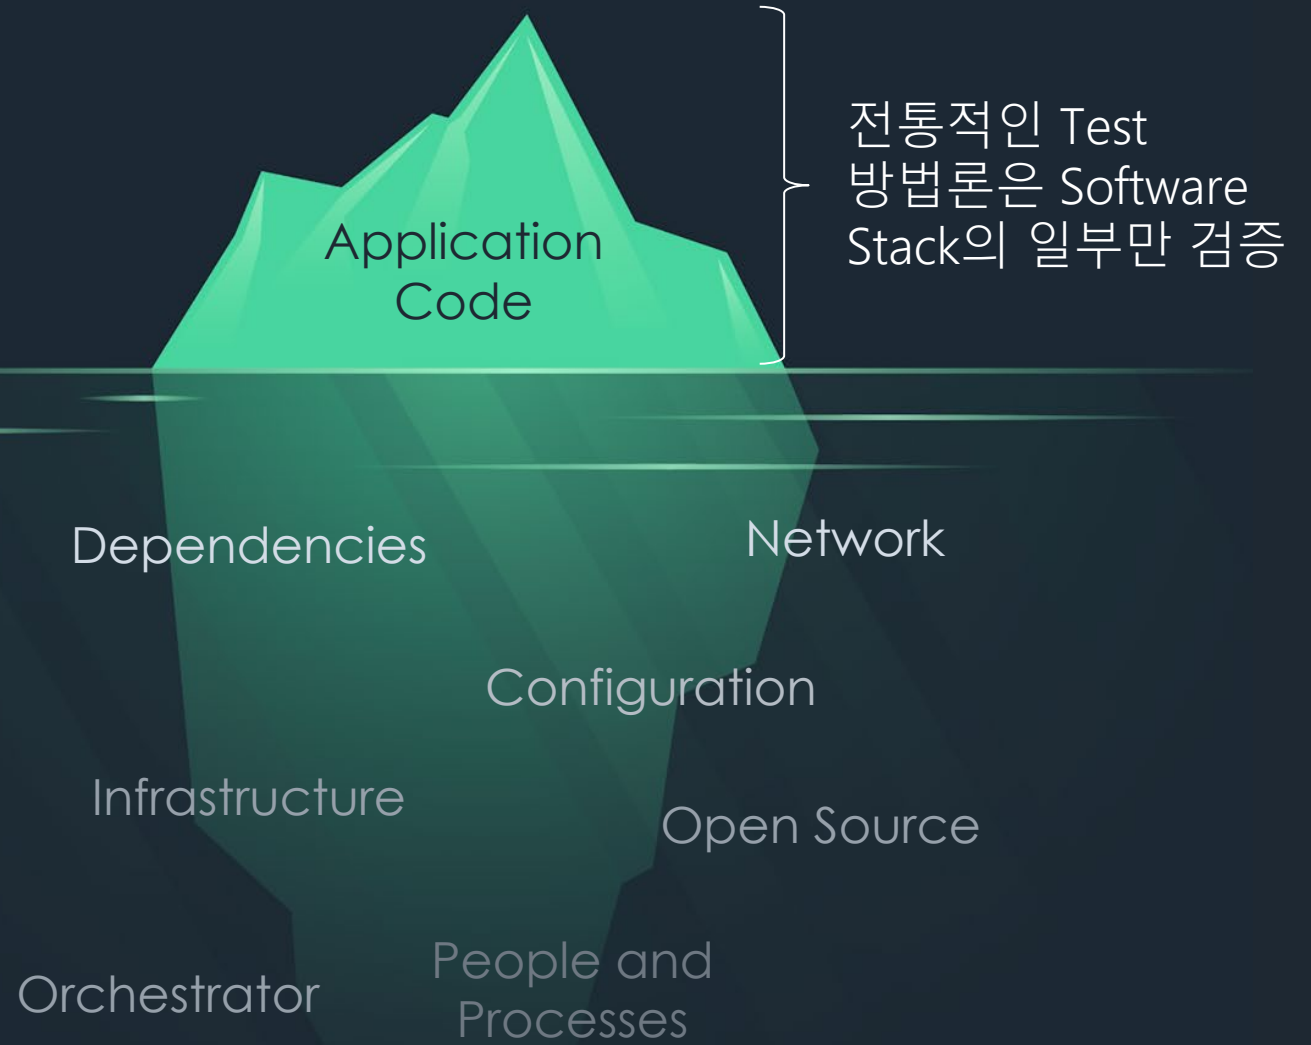 전통적인 Test
방법론은 Software
Stack의 일부만 검증
Application
Code
Dependencies
Network
Configuration
Infrastructure
Open Source
Orchestrator
People and
Processes